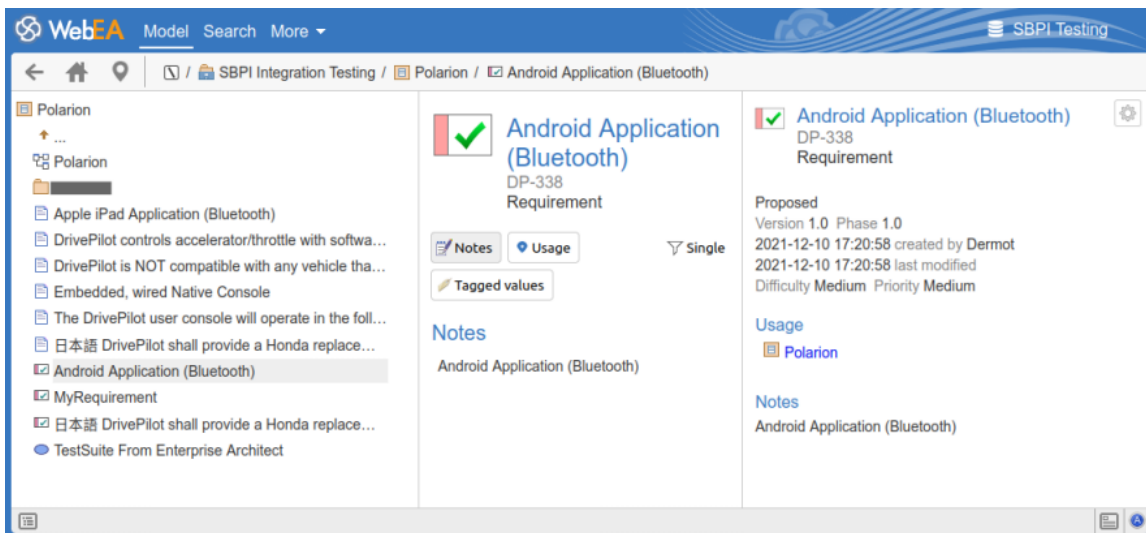 WebEA Model Search More SBPI Testing
/ SBPI Integration Testing / Polarion / Android Application (Bluetooth)
Polarion
...
Polarion
Apple iPad Application (Bluetooth)
DrivePilot controls accelerator/throttle with softwa...
DrivePilot is NOT compatible with any vehicle tha...
Embedded, wired Native Console
The DrivePilot user console will operate in the foll...
日本語 DrivePilot shall provide a Honda replace...
Android Application (Bluetooth)
MyRequirement
日本語 DrivePilot shall provide a Honda replace...
TestSuite From Enterprise Architect
Android Application
(Bluetooth)
DP-338
Requirement
Notes Usage Single
Tagged values
Notes
Android Application (Bluetooth)
Android Application (Bluetooth)
DP-338
Requirement
Proposed
Version 1.0 Phase 1.0
2021-12-10 17:20:58 created by Dermot
2021-12-10 17:20:58 last modified
Difficulty Medium Priority Medium
Usage
Polarion
Notes
Android Application (Bluetooth)